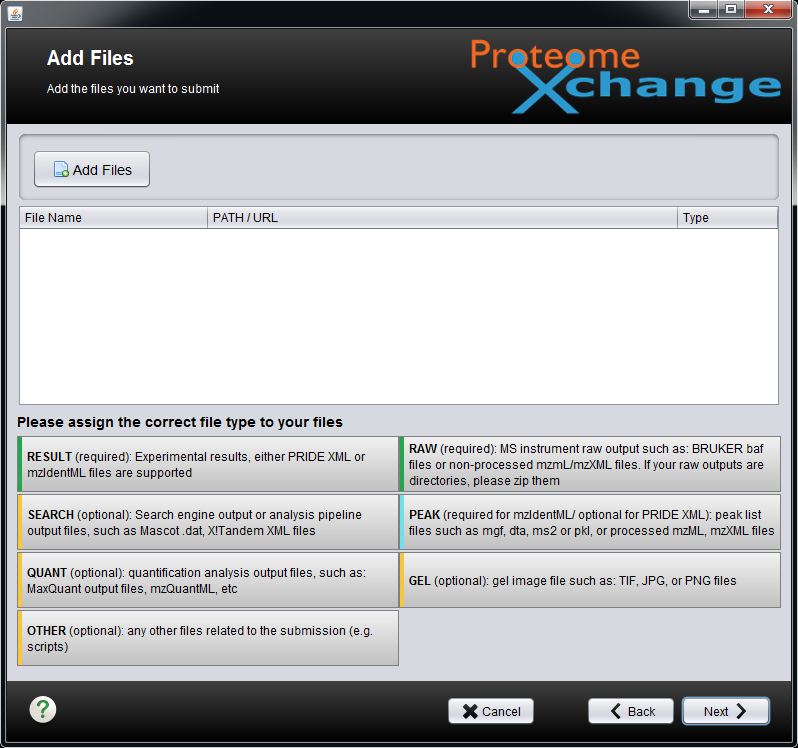 Add Files
Add the files you want to submit
Proteome
Xchange
Add Files
File Name PATH / URL Type
Please assign the correct file type to your files
RESULT (required): Experimental results, either PRIDE XML or
mzIdentML files are supported
RAW (required): MS instrument raw output such as: BRUKER baf
files or non-processed mzmL/mzXML files. If your raw outputs are
directories, please zip them
SEARCH (optional): Search engine output or analysis pipeline
output files, such as Mascot .dat, X!Tandem XML files
PEAK (required for mzIdentML/ optional for PRIDE XML): peak list
files such as mgf, dta, ms2 or pkl, or processed mzML, mzXML files
QUANT (optional): quantification analysis output files, such as:
MaxQuant output files, mzQuantML, etc
GEL (optional): gel image file such as: TIF, JPG, or PNG files
OTHER (optional): any other files related to the submission (e.g.
scripts)
?
Cancel
Back
Next